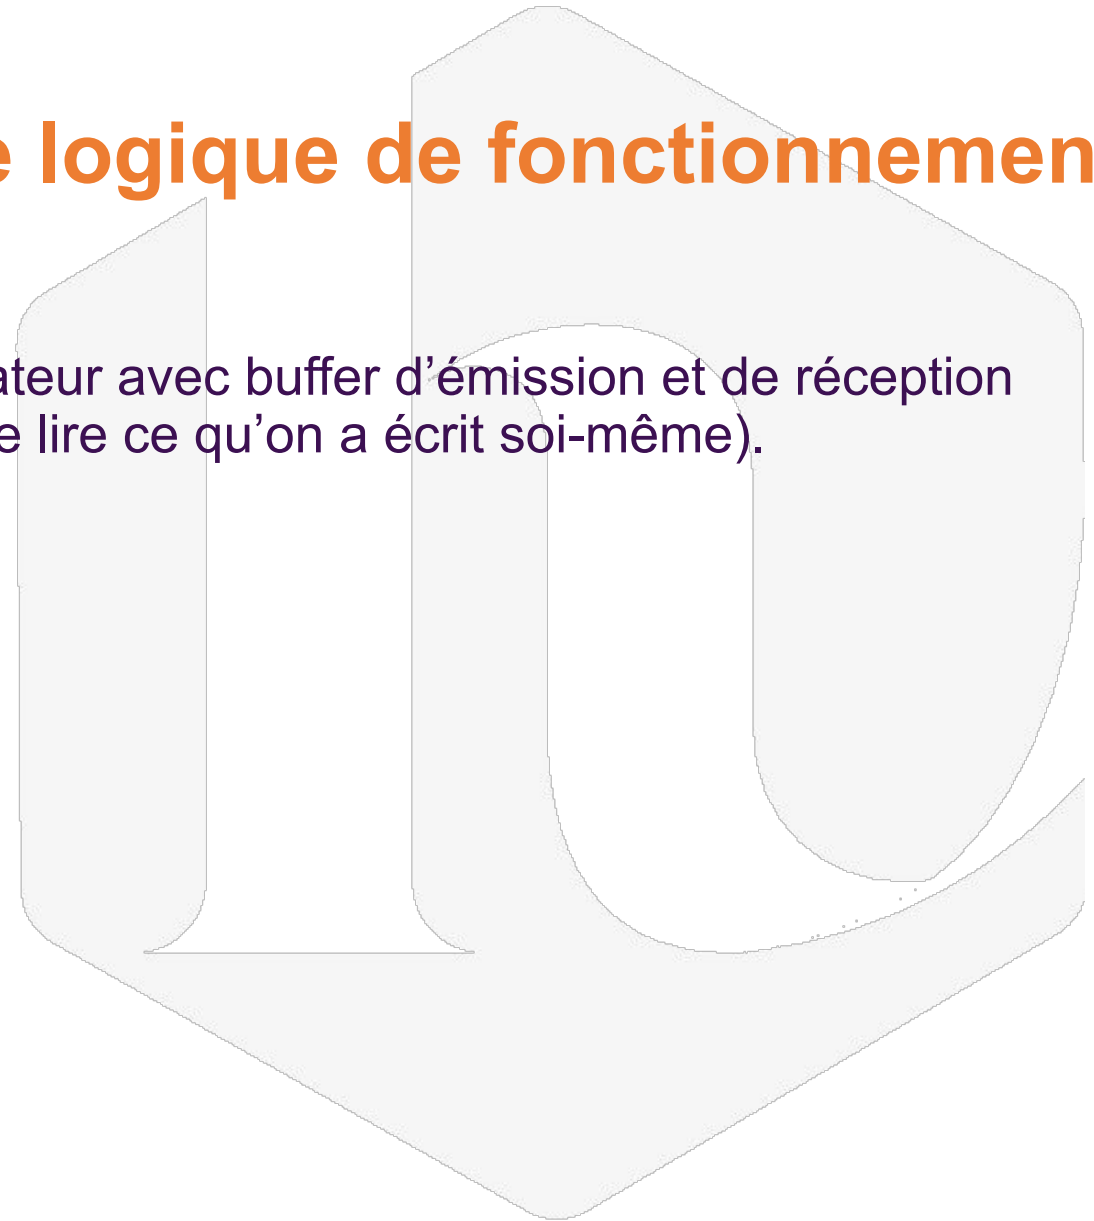 e logique de fonctionnemen
ateur avec buffer d’émission et de réception
e lire ce qu’on a écrit soi-même).